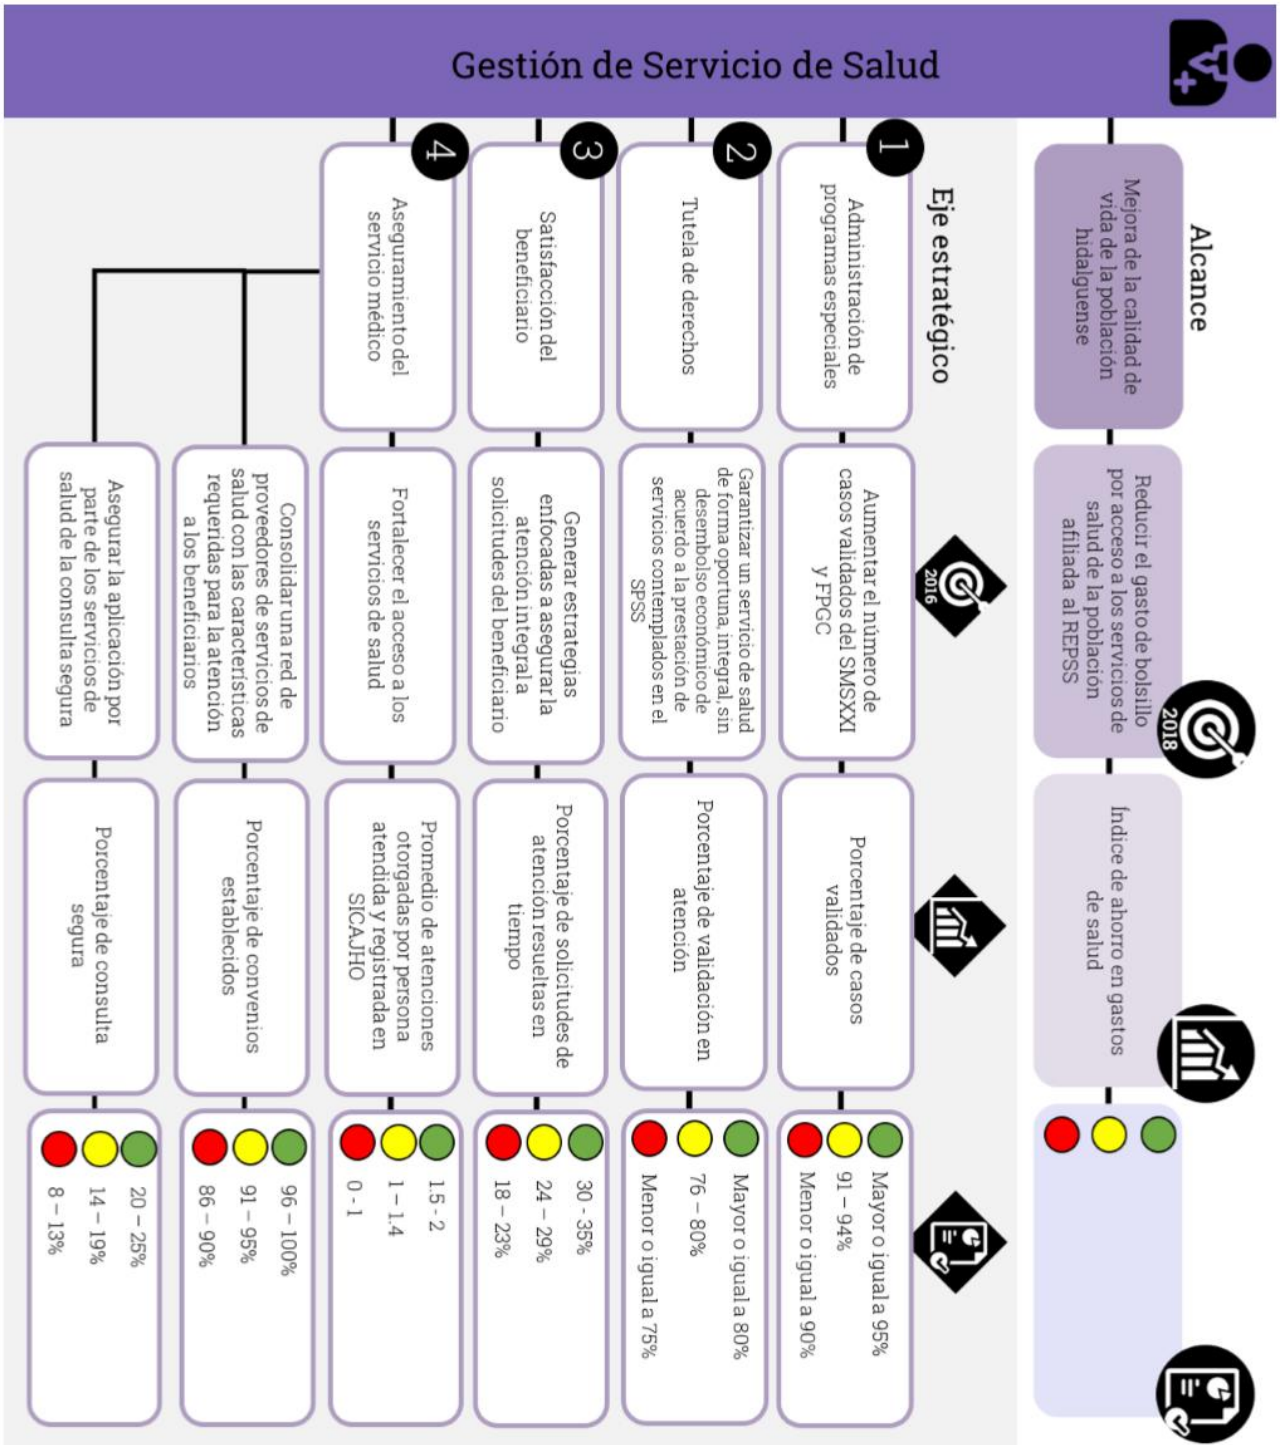 Gestión de Servicio de Salud
Alcance
Mejora de la calidad de
vida de la población
hidalguense
Reducir el gasto de bolsillo
por acceso a los servicios de
salud de la población
afiliada al REPSS
2018
Índice de ahorro en gastos
de salud
Eje estratégico
2016
1
Administración de
programas especiales
Aumentar el número de
casos validados del SMSXXI
y FPGC
Porcentaje de casos
validados
Mayor o igual a 95%
91 – 94%
Menor o igual a 90%
2
Tutela de derechos
Garantizar un servicio de salud
de forma oportuna, integral, sin
desembolso económico de
acuerdo a la prestación de
servicios contemplados en el
SPSS
Porcentaje de validación en
atención
Mayor o igual a 80%
76 – 80%
Menor o igual a 75%
3
Satisfacción del
beneficiario
Generar estrategias
enfocadas a asegurar la
atención integral a
solicitudes del beneficiario
Porcentaje de solicitudes de
atención resueltas en
tiempo
30 - 35%
24 – 29%
18 – 23%
4
Aseguramiento del
servicio médico
Fortalecer el acceso a los
servicios de salud
Promedio de atenciones
otorgadas por persona
atendida y registrada en
SICAJHO
1.5 - 2
1 – 1.4
0 - 1
Consolidar una red de
proveedores de servicios de
salud con las características
requeridas para la atención
a los beneficiarios
Porcentaje de convenios
establecidos
96 – 100%
91 – 95%
86 – 90%
Asegurar la aplicación por
parte de los servicios de
salud de la consulta segura
Porcentaje de consulta
segura
20 – 25%
14 – 19%
8 – 13%